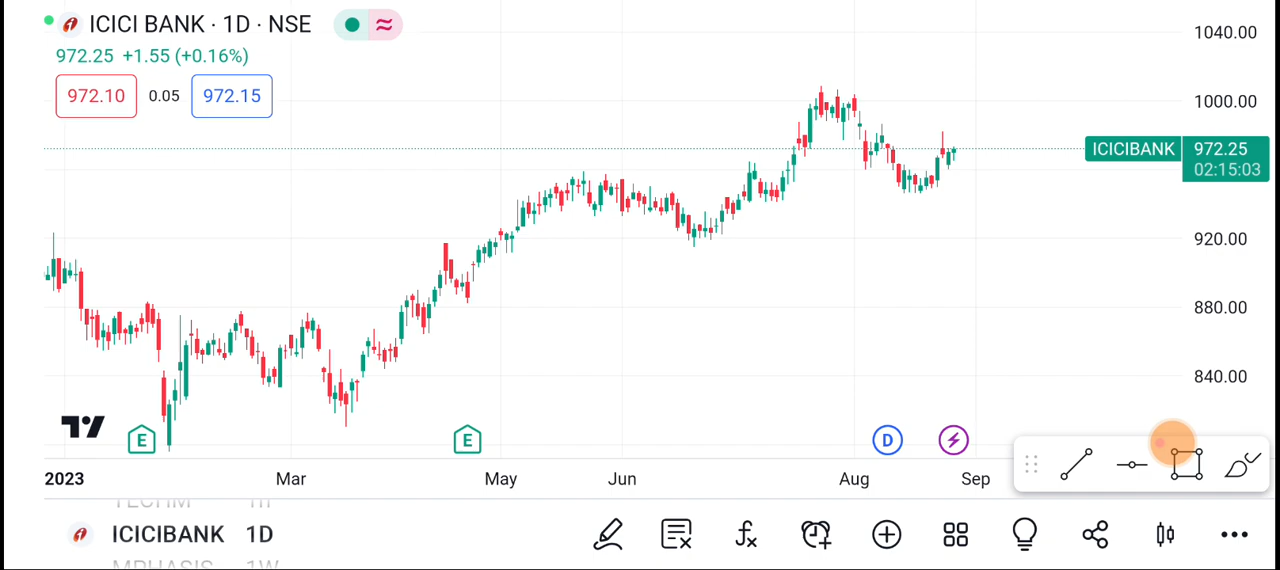 ICICI BANK · 1D · NSE
972.25 +1.55 (+0.16%)
972.10 0.05 972.15
1040.00
1000.00
ICICIBANK 972.25
02:15:03
920.00
880.00
840.00
E E D
2023 Mar May Jun Aug Sep
ICICIBANK 1D